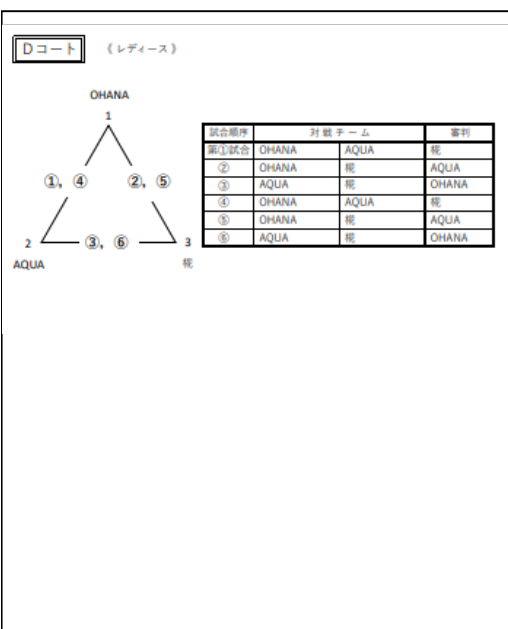 Dコート 《レディース》
OHANA
1
①, ④ ②, ⑤
2 ③, ⑥ 3
AQUA 椛
試合順序 対戦チーム 審判
第①試合 OHANA AQUA 椛
② OHANA 椛 AQUA
③ AQUA 椛 OHANA
④ OHANA AQUA 椛
⑤ OHANA 椛 AQUA
⑥ AQUA 椛 OHANA